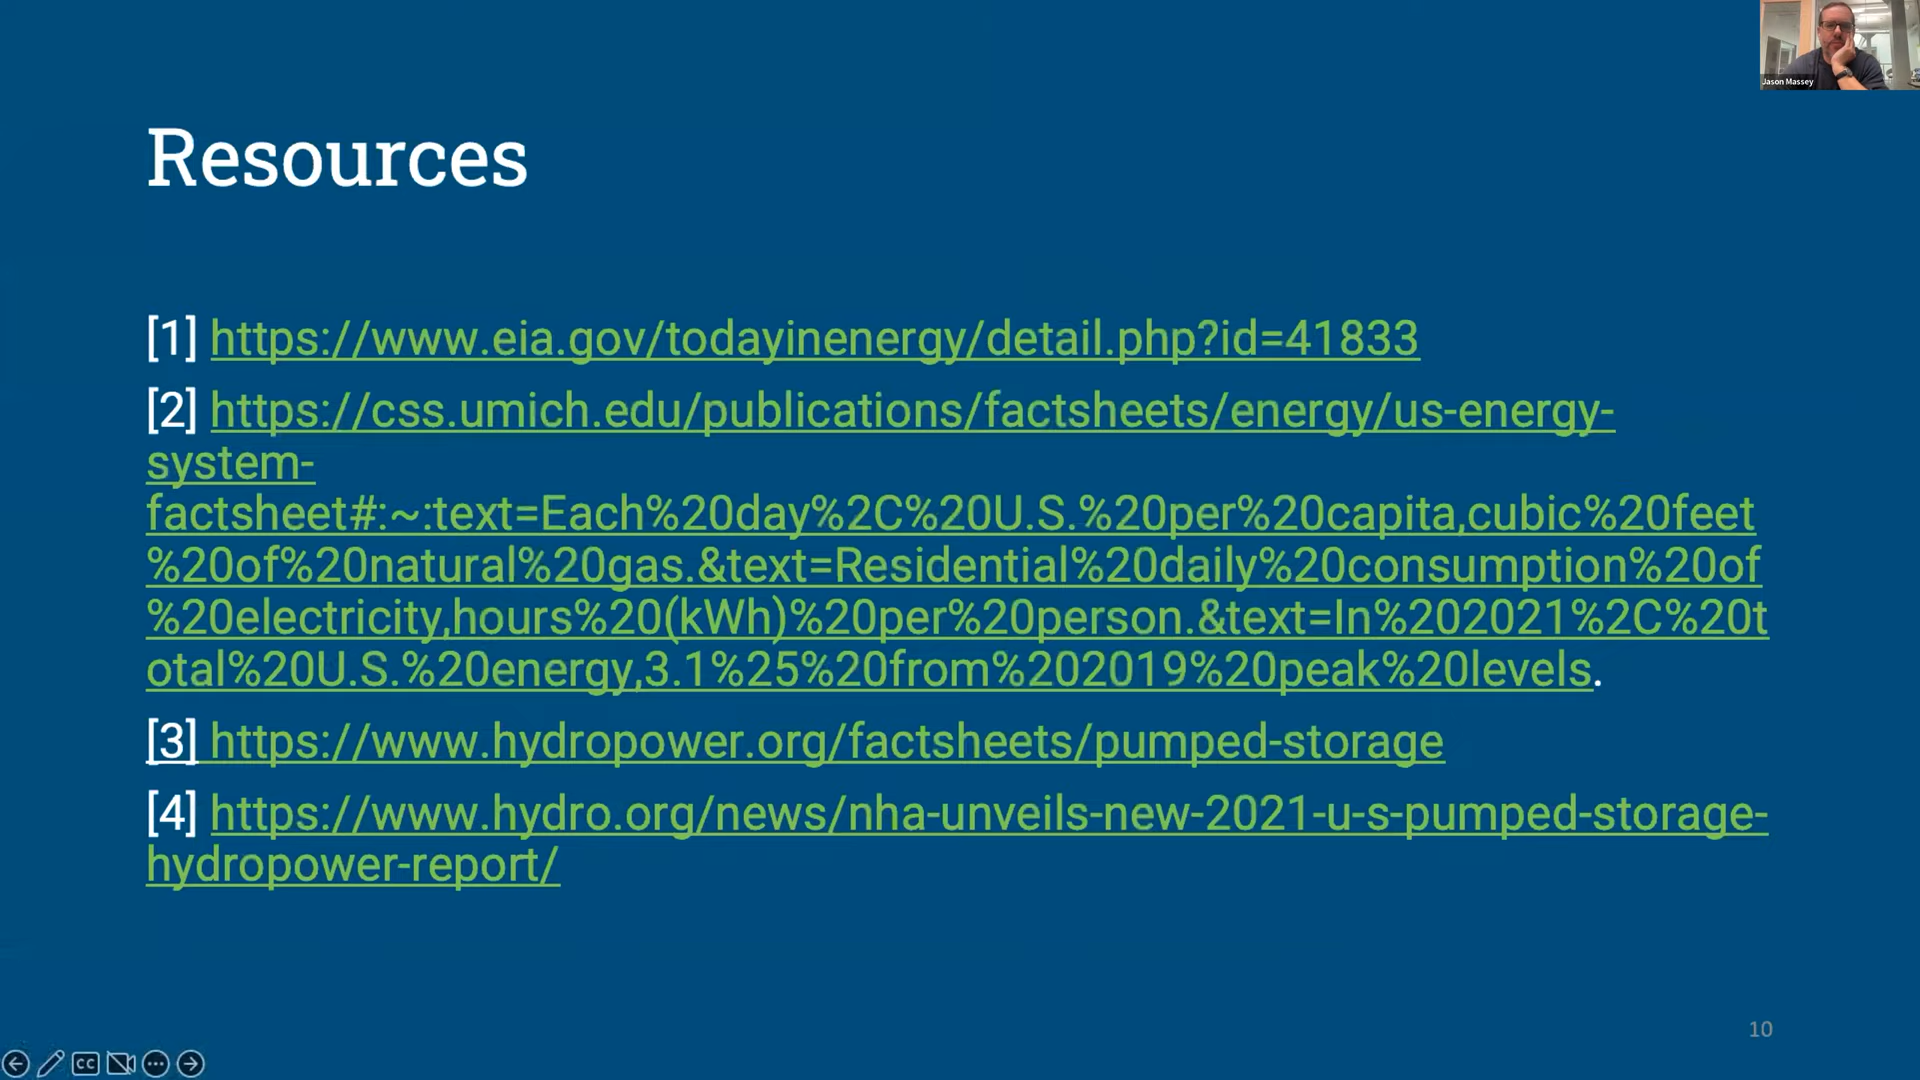 Jason Massey
Resources
[1] https://www.eia.gov/todayinenergy/detail.php?id=41833
[2] https://css.umich.edu/publications/factsheets/energy/us-energy-
system-
factsheet#:~:text=Each%20day%2C%20U.S.%20per%20capita,cubic%20feet
%20of%20natural%20gas.&text=Residential%20daily%20consumption%20of
%20electricity,hours%20(kWh)%20per%20person.&text=In%202021%2C%20t
otal%20U.S.%20energy,3.1%25%20from%202019%20peak%20levels.
[3] https://www.hydropower.org/factsheets/pumped-storage
[4] https://www.hydro.org/news/nha-unveils-new-2021-u-s-pumped-storage-
hydropower-report/
10
CC